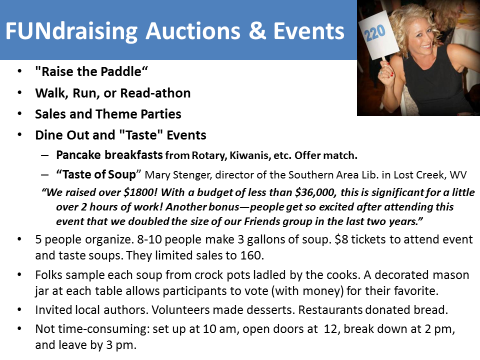 FUNdraising Auctions & Events
220
• "Raise the Paddle“
• Walk, Run, or Read-athon
• Sales and Theme Parties
• Dine Out and "Taste" Events
– Pancake breakfasts from Rotary, Kiwanis, etc. Offer match.
– “Taste of Soup” Mary Stenger, director of the Southern Area Lib. in Lost Creek, WV
“We raised over $1800! With a budget of less than $36,000, this is significant for a little
over 2 hours of work! Another bonus—people get so excited after attending this
event that we doubled the size of our Friends group in the last two years.”
• 5 people organize. 8-10 people make 3 gallons of soup. $8 tickets to attend event
and taste soups. They limited sales to 160.
• Folks sample each soup from crock pots ladled by the cooks. A decorated mason
jar at each table allows participants to vote (with money) for their favorite.
• Invited local authors. Volunteers made desserts. Restaurants donated bread.
• Not time-consuming: set up at 10 am, open doors at  12, break down at 2 pm,
and leave by 3 pm.